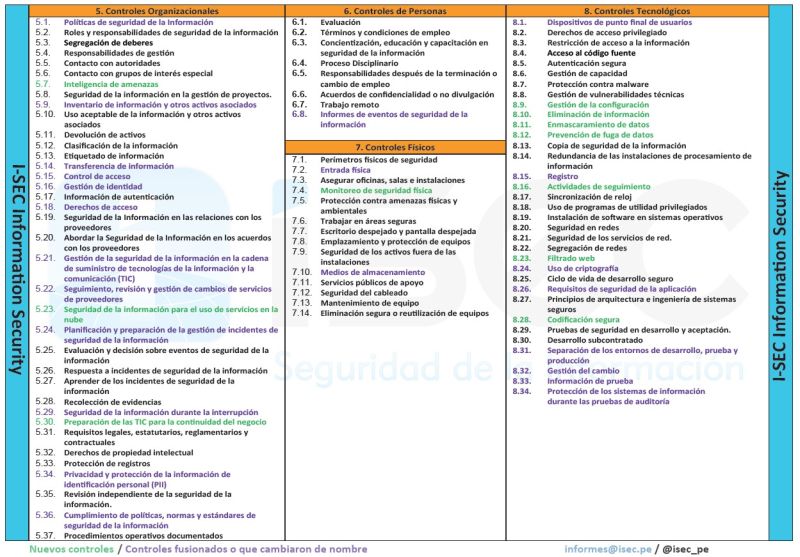 I-SEC Information Security
5. Controles Organizacionales
5.1. Políticas de seguridad de la Información
5.2. Roles y responsabilidades de seguridad de la información
5.3. Segregación de deberes
5.4. Responsabilidades de gestión
5.5. Contacto con autoridades
5.6. Contacto con grupos de interés especial
5.7. Inteligencia de amenazas
5.8. Seguridad de la información en la gestión de proyectos.
5.9. Inventario de información y otros activos asociados
5.10. Uso aceptable de la información y otros activos
asociados
5.11. Devolución de activos
5.12. Clasificación de la información
5.13. Etiquetado de información
5.14. Transferencia de información
5.15. Control de acceso
5.16. Gestión de identidad
5.17. Información de autenticación
5.18. Derechos de acceso
5.19. Seguridad de la Información en las relaciones con los
proveedores
5.20. Abordar la Seguridad de la Información en los acuerdos
con los proveedores
5.21. Gestión de la seguridad de la información en la cadena
de suministro de tecnologías de la información y la
comunicación (TIC)
5.22. Seguimiento, revisión y gestión de cambios de servicios
de proveedores
5.23. Seguridad de la información para el uso de servicios en la
nube
5.24. Planificación y preparación de la gestión de incidentes de
seguridad de la información
5.25. Evaluación y decisión sobre eventos de seguridad de la
información
5.26. Respuesta a incidentes de seguridad de la información
5.27. Aprender de los incidentes de seguridad de la
información
5.28. Recolección de evidencias
5.29. Seguridad de la información durante la interrupción
5.30. Preparación de las TIC para la continuidad del negocio
5.31. Requisitos legales, estatutarios, reglamentarios y
contractuales
5.32. Derechos de propiedad intelectual
5.33. Protección de registros
5.34. Privacidad y protección de la información de
identificación personal (PII)
5.35. Revisión independiente de la seguridad de la
información.
5.36. Cumplimiento de políticas, normas y estándares de
seguridad de la información
5.37. Procedimientos operativos documentados
6. Controles de Personas
6.1. Evaluación
6.2. Términos y condiciones de empleo
6.3. Concientización, educación y capacitación en
seguridad de la información
6.4. Proceso Disciplinario
6.5. Responsabilidades después de la terminación o
cambio de empleo
6.6. Acuerdos de confidencialidad o no divulgación
6.7. Trabajo remoto
6.8. Informes de eventos de seguridad de la
información
7. Controles Físicos
7.1. Perímetros físicos de seguridad
7.2. Entrada física
7.3. Asegurar oficinas, salas e instalaciones
7.4. Monitoreo de seguridad física
7.5. Protección contra amenazas físicas y
ambientales
7.6. Trabajar en áreas seguras
7.7. Escritorio despejado y pantalla despejada
7.8. Emplazamiento y protección de equipos
7.9. Seguridad de los activos fuera de las
instalaciones
7.10. Medios de almacenamiento
7.11. Servicios públicos de apoyo
7.12. Seguridad del cableado
7.13. Mantenimiento de equipo
7.14. Eliminación segura o reutilización de equipos
8. Controles Tecnológicos
8.1. Dispositivos de punto final de usuarios
8.2. Derechos de acceso privilegiado
8.3. Restricción de acceso a la información
8.4. Acceso al código fuente
8.5. Autenticación segura
8.6. Gestión de capacidad
8.7. Protección contra malware
8.8. Gestión de vulnerabilidades técnicas
8.9. Gestión de la configuración
8.10. Eliminación de información
8.11. Enmascaramiento de datos
8.12. Prevención de fuga de datos
8.13. Copia de seguridad de la información
8.14. Redundancia de las instalaciones de procesamiento de
información
8.15. Registro
8.16. Actividades de seguimiento
8.17. Sincronización de reloj
8.18. Uso de programas de utilidad privilegiados
8.19. Instalación de software en sistemas operativos
8.20. Seguridad en redes
8.21. Seguridad de los servicios de red.
8.22. Segregación de redes
8.23. Filtrado web
8.24. Uso de criptografía
8.25. Ciclo de vida de desarrollo seguro
8.26. Requisitos de seguridad de la aplicación
8.27. Principios de arquitectura e ingeniería de sistemas
seguros
8.28. Codificación segura
8.29. Pruebas de seguridad en desarrollo y aceptación.
8.30. Desarrollo subcontratado
8.31. Separación de los entornos de desarrollo, prueba y
producción
8.32. Gestión del cambio
8.33. Información de prueba
8.34. Protección de los sistemas de información
durante las pruebas de auditoría
I-SEC Information Security
isec
Seguridad de la Información
Nuevos controles / Controles fusionados o que cambiaron de nombre
informes@isec.pe / @isec_pe